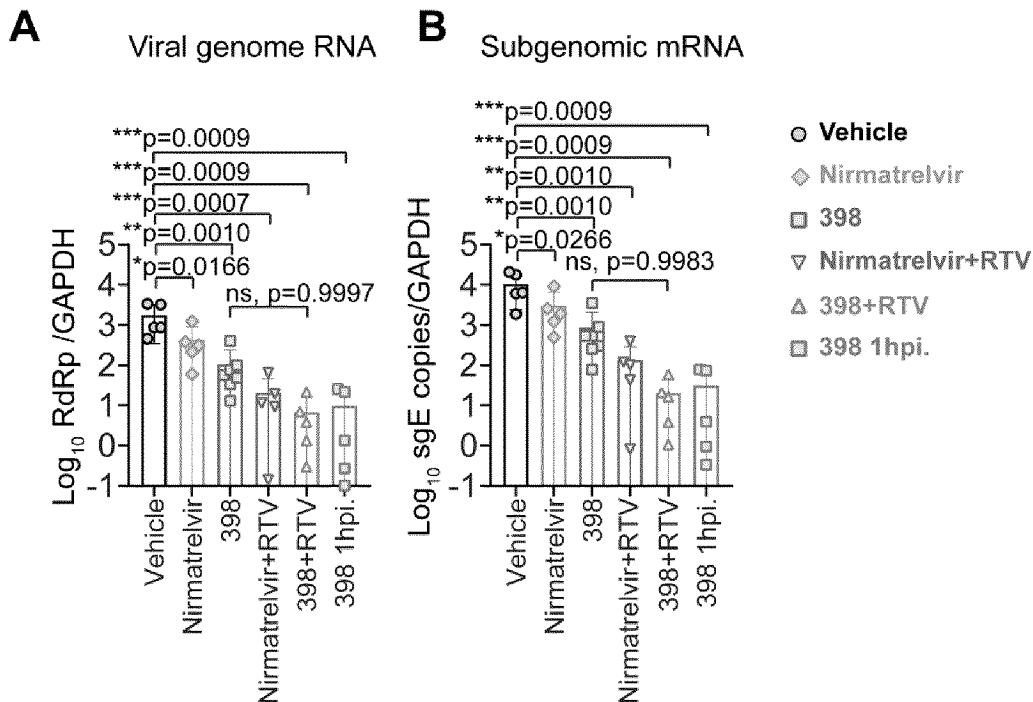 A
Viral genome RNA
***p=0.0009
***p=0.0009
***p=0.0007
**p=0.0010
*p=0.0166
ns, p=0.9997
Log10 RdRp /GAPDH
5
4
3
2
1
0
-1
Vehicle
Nirmatrelvir
398
Nirmatrelvir+RTV
398+RTV
398 1hpi.
B
Subgenomic mRNA
***p=0.0009
***p=0.0009
**p=0.0010
**p=0.0010
*p=0.0266
ns, p=0.9983
Log10 sgE copies/GAPDH
5
4
3
2
1
0
-1
Vehicle
Nirmatrelvir
398
Nirmatrelvir+RTV
398+RTV
398 1hpi.
Vehicle
Nirmatrelvir
398
Nirmatrelvir+RTV
398+RTV
398 1hpi.